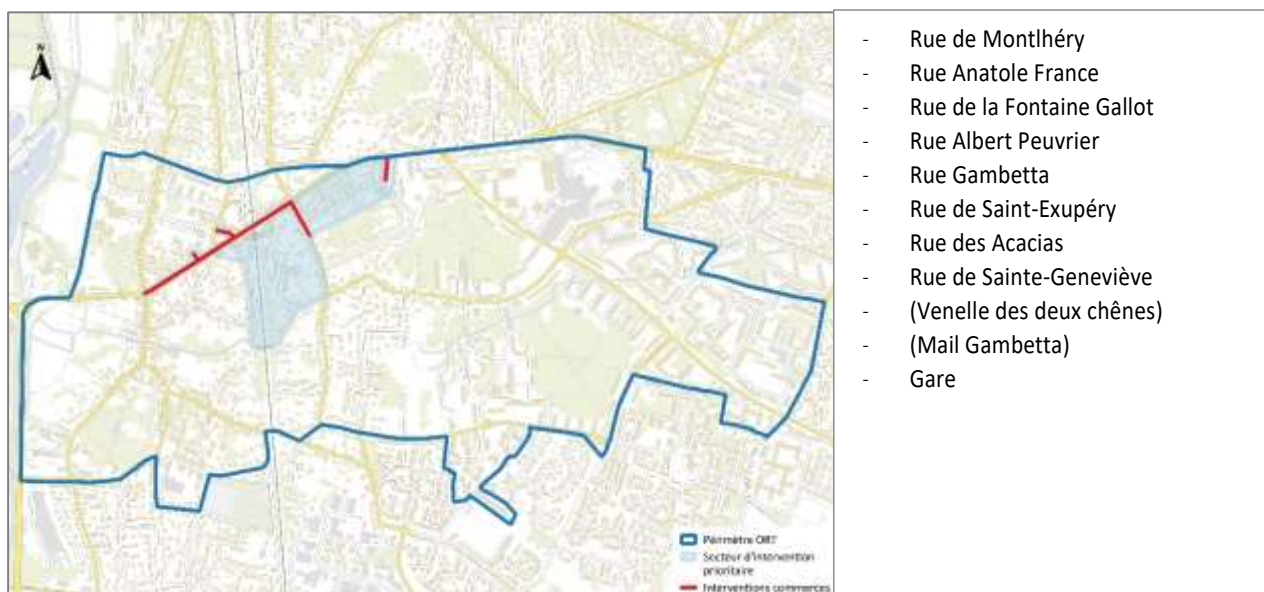 N
- Rue de Montlhéry
- Rue Anatole France
- Rue de la Fontaine Gallot
- Rue Albert Peuvrier
- Rue Gambetta
- Rue de Saint-Exupéry
- Rue des Acacias
- Rue de Sainte-Geneviève
- (Venelle des deux chênes)
- (Mail Gambetta)
- Gare
Périmètre ORT
Secteur d'intervention
prioritaire
Interventions commerces